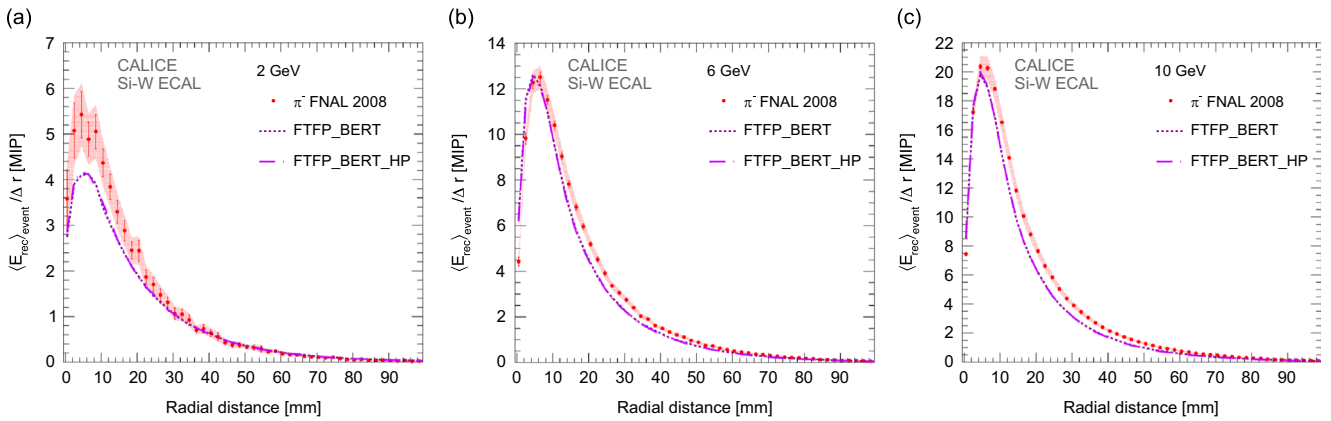 (a)
7
6
5
4
3
2
1
0
0 10 20 30 40 50 60 70 80 90
Radial distance [mm]
⟨E_rec⟩_event /Δ r [MIP]
CALICE
Si-W ECAL
2 GeV
π⁻ FNAL 2008
FTFP_BERT
FTFP_BERT_HP
(b)
14
12
10
8
6
4
2
0
0 10 20 30 40 50 60 70 80 90
Radial distance [mm]
⟨E_rec⟩_event /Δ r [MIP]
CALICE
Si-W ECAL
6 GeV
π⁻ FNAL 2008
FTFP_BERT
FTFP_BERT_HP
(c)
22
20
18
16
14
12
10
8
6
4
2
0
0 10 20 30 40 50 60 70 80 90
Radial distance [mm]
⟨E_rec⟩_event /Δ r [MIP]
CALICE
Si-W ECAL
10 GeV
π⁻ FNAL 2008
FTFP_BERT
FTFP_BERT_HP